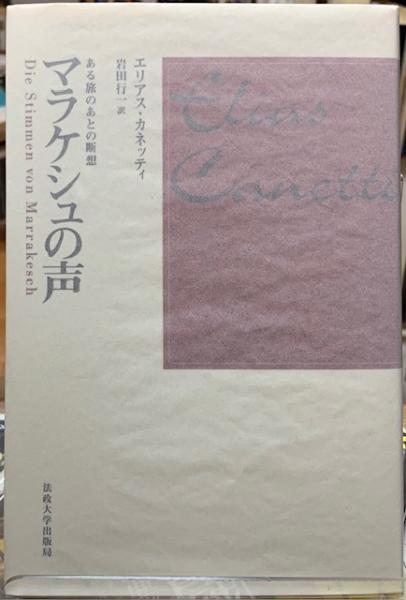 エリアス・カネッティ
岩田行一 訳
ある旅のあとの断想
マラケシュの声
Die Stimmen von Marrakesch
Elias
Canetti
法政大学出版局